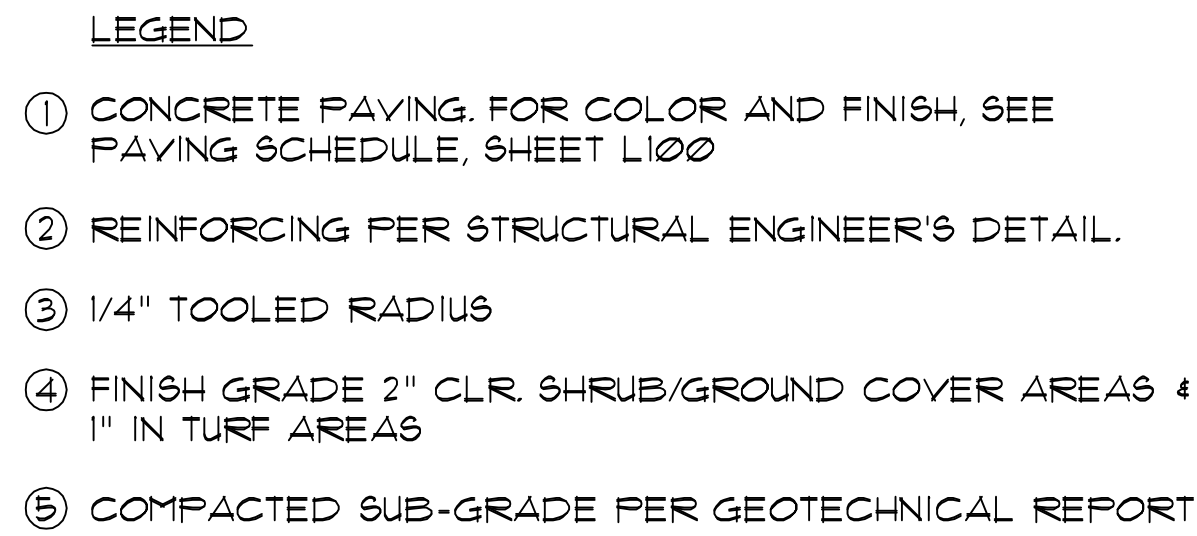 LEGEND
1 CONCRETE PAVING. FOR COLOR AND FINISH, SEE
PAVING SCHEDULE, SHEET L100
2 REINFORCING PER STRUCTURAL ENGINEER'S DETAIL.
3 1/4" TOOLED RADIUS
4 FINISH GRADE 2" CLR. SHRUB/GROUND COVER AREAS &
1" IN TURF AREAS
5 COMPACTED SUB-GRADE PER GEOTECHNICAL REPORT